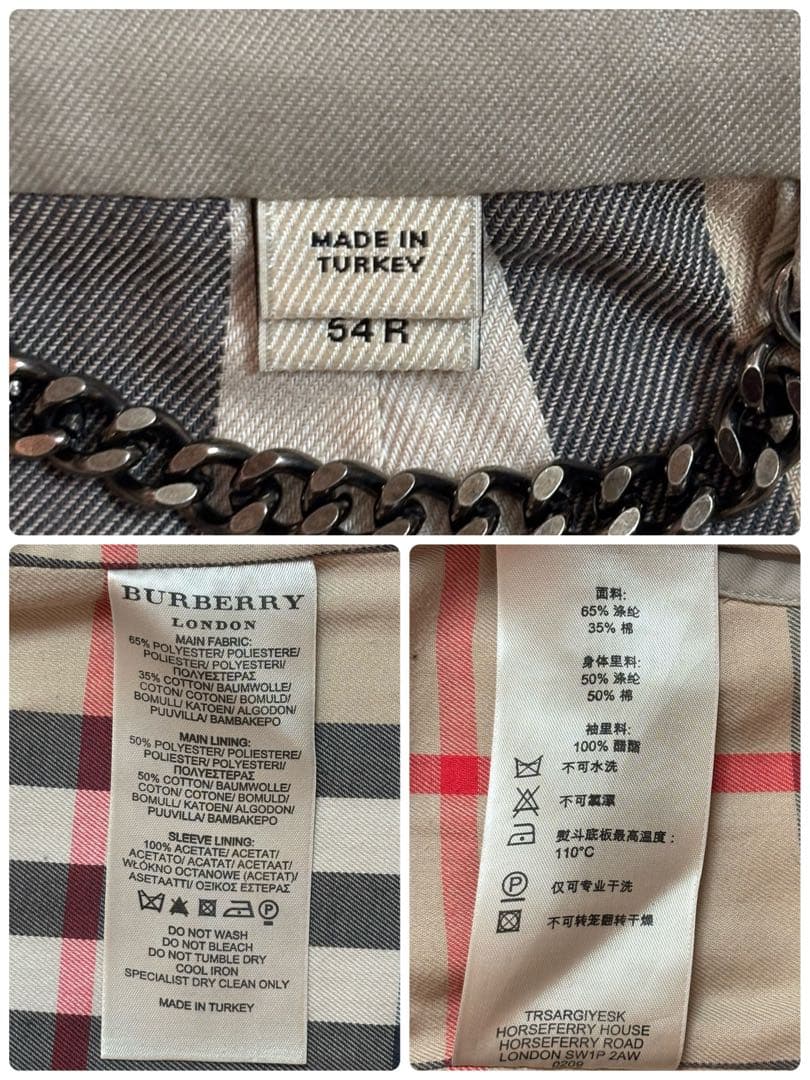 MADE IN
TURKEY
54 R
BURBERRY
LONDON
MAIN FABRIC:
65% POLYESTER/ POLIESTERE/
POLIESTER/ POLYESTERI/
ΠΟΛΥΕΣΤΕΡΑΣ
35% COTTON/ BAUMWOLLE/
COTON/ COTONE/ BOMULD/
BOMULL/ KATOEN/ ALGODON/
PUUVILLA/ BAMBAKEPO
MAIN LINING:
50% POLYESTER/ POLIESTERE/
POLIESTER/ POLYESTERI/
ΠΟΛΥΕΣΤΕΡΑΣ
50% COTTON/ BAUMWOLLE/
COTON/ COTONE/ BOMULD/
BOMULL/ KATOEN/ ALGODON/
PUUVILLA/ BAMBAKEPO
SLEEVE LINING:
100% ACETATE/ ACETAT/
ACETATO/ ACATAT/ ACETAAT/
WŁÓKNO OCTANOWE (ACETAT)/
ASETAATTI/ ΟΞΙΚΟΣ ΕΣΤΕΡΑΣ
P
DO NOT WASH
DO NOT BLEACH
DO NOT TUMBLE DRY
COOL IRON
SPECIALIST DRY CLEAN ONLY
MADE IN TURKEY
面料:
65% 涤纶
35% 棉
身体里料:
50% 涤纶
50% 棉
袖里料:
100% 醋酯
不可水洗
不可氯漂
熨斗底板最高温度:
110°C
P 仅可专业干洗
不可转笼翻转干燥
TRSARGIYESK
HORSEFERRY HOUSE
HORSEFERRY ROAD
LONDON SW1P 2AW
0209